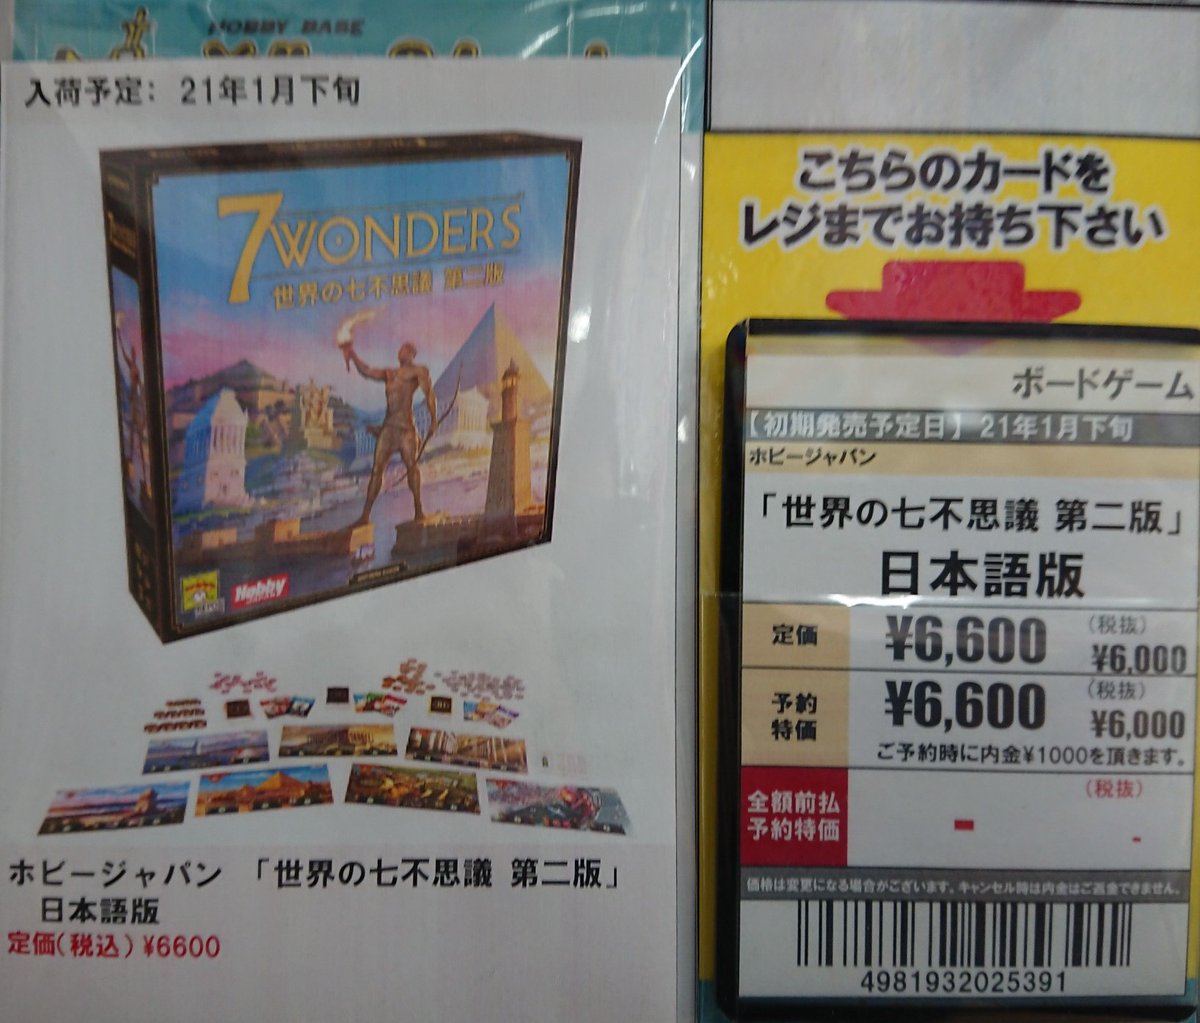 HOBBY BASE
入荷予定: 21年1月下旬
7 WONDERS
世界の七不思議 第二版
Hobby
JAPAN
ホビージャパン 「世界の七不思議 第二版」
日本語版
定価(税込)¥6600
こちらのカードを
レジまでお持ち下さい
ボードゲーム
【初期発売予定日】 21年1月下旬
ホビージャパン
「世界の七不思議 第二版」
日本語版
定価 ¥6,600 (税抜) ¥6,000
予約特価 ¥6,600 (税抜) ¥6,000
ご予約時に内金¥1000を頂きます。
全額前払 (税抜)
予約特価 - -
価格は変更になる場合がございます。キャンセル時は内金はご返金できません。
4981932025391